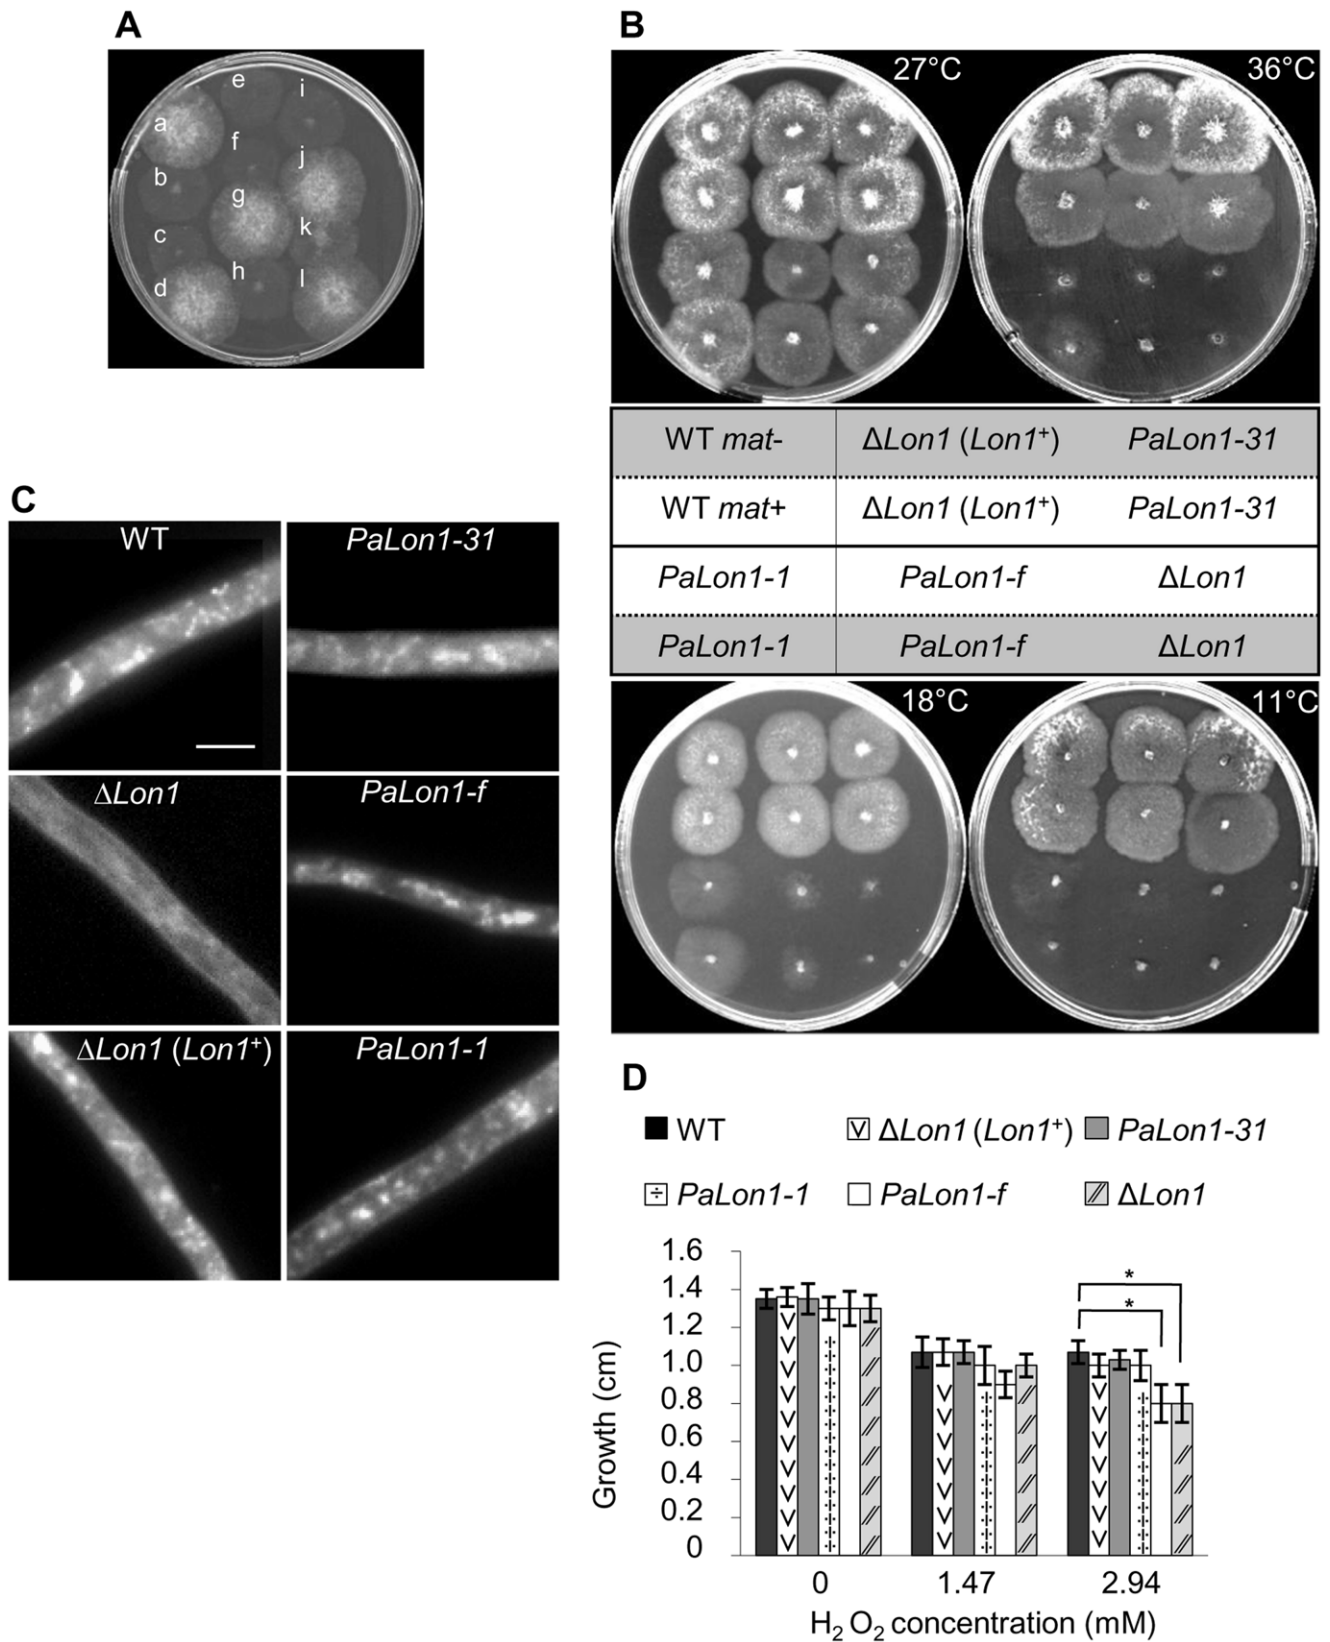 A
a
b
c
d
e
f
g
h
i
j
k
l
B
27°C
36°C
WT mat- ΔLon1 (Lon1⁺) PaLon1-31
WT mat+ ΔLon1 (Lon1⁺) PaLon1-31
PaLon1-1 PaLon1-f ΔLon1
PaLon1-1 PaLon1-f ΔLon1
18°C
11°C
C
WT
PaLon1-31
ΔLon1
PaLon1-f
ΔLon1 (Lon1⁺)
PaLon1-1
D
WT ΔLon1 (Lon1⁺) PaLon1-31
PaLon1-1 PaLon1-f ΔLon1
1.6
1.4
1.2
1.0
0.8
0.6
0.4
0.2
0
Growth (cm)
*
*
0 1.47 2.94
H₂O₂ concentration (mM)